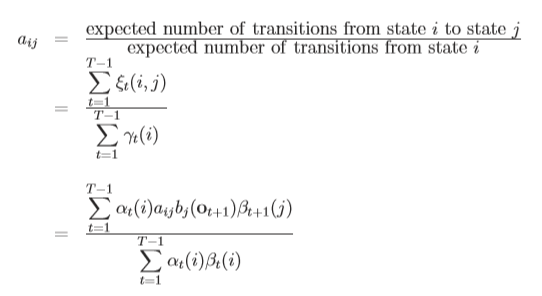 a_{ij} = \frac{\text{expected number of transitions from state } i \text{ to state } j}{\text{expected number of transitions from state } i}
= \frac{\sum_{t=1}^{T-1} \xi_t(i,j)}{\sum_{t=1}^{T-1} \gamma_t(i)}
= \frac{\sum_{t=1}^{T-1} \alpha_t(i) a_{ij} b_j(\mathbf{o}_{t+1}) \beta_{t+1}(j)}{\sum_{t=1}^{T-1} \alpha_t(i) \beta_t(i)}